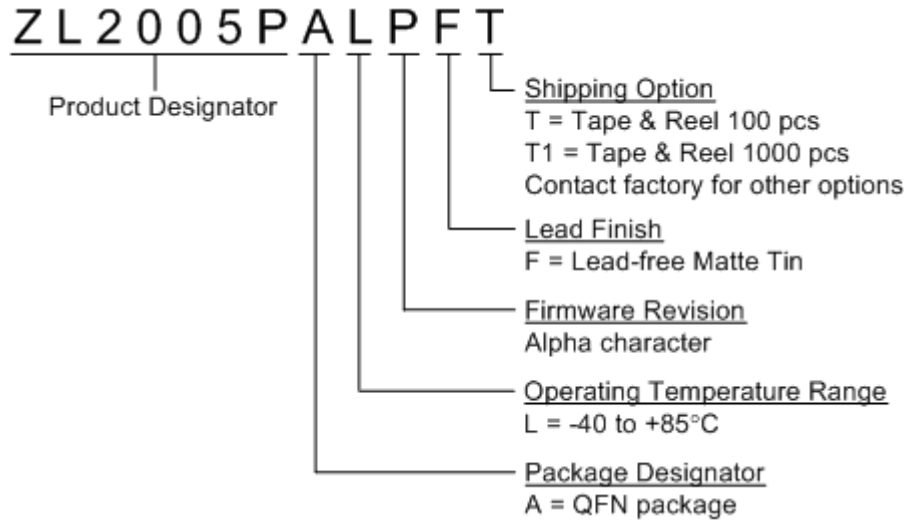 ZL2005PALPFT
Product Designator
Shipping Option
T = Tape & Reel 100 pcs
T1 = Tape & Reel 1000 pcs
Contact factory for other options
Lead Finish
F = Lead-free Matte Tin
Firmware Revision
Alpha character
Operating Temperature Range
L = -40 to +85°C
Package Designator
A = QFN package